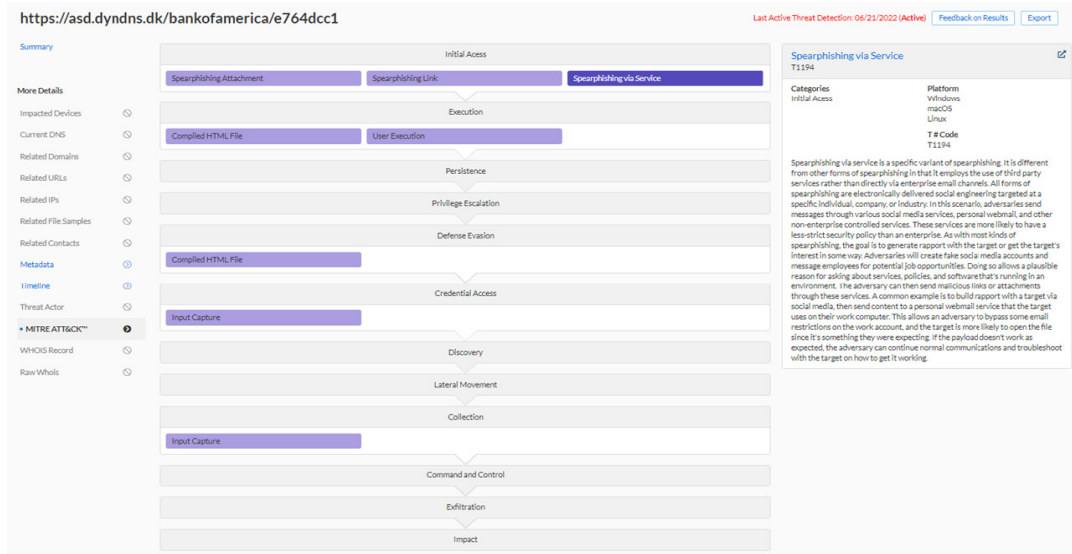 https://asd.dyndns.dk/bankofamerica/e764dcc1
Last Active Threat Detection: 06/21/2022 (Active)
Feedback on Results
Export
Summary
More Details
Impacted Devices
Current DNS
Related Domains
Related URLs
Related IPs
Related File Samples
Related Contacts
Metadata
Timeline
Threat Actor
• MITRE ATT&CK™
WHOIS Record
Raw Whois
Initial Acess
Spearphishing Attachment
Spearphishing Link
Spearphishing via Service
Execution
Complied HTML File
User Execution
Persistence
Privilege Escalation
Defense Evasion
Complied HTML File
Credential Access
Input Capture
Discovery
Lateral Movement
Collection
Input Capture
Command and Control
Exfiltration
Impact
Spearphishing via Service
T1194
Categories
Initial Acess
Platform
Windows
macOS
Linux
T # Code
T1194
Spearphishing via service is a specific variant of spearphishing. It is different
from other forms of spearphishing in that it employs the use of third party
services rather than directly via enterprise email channels. All forms of
spearphishing are electronically delivered social engineering targeted at a
specific individual, company, or industry. In this scenario, adversaries send
messages through various social media services, personal webmail, and other
non-enterprise controlled services. These services are more likely to have a
less-strict security policy than an enterprise. As with most kinds of
spearphishing, the goal is to generate rapport with the target or get the target's
interest in some way. Adversaries will create fake social media accounts and
message employees for potential job opportunities. Doing so allows a plausible
reason for asking about services, policies, and software that's running in an
environment. The adversary can then send malicious links or attachments
through these services. A common example is to build rapport with a target via
social media, then send content to a personal webmail service that the target
uses on their work computer. This allows an adversary to bypass some email
restrictions on the work account, and the target is more likely to open the file
since it's something they were expecting. If the payload doesn't work as
expected, the adversary can continue normal communications and troubleshoot
with the target on how to get it working.